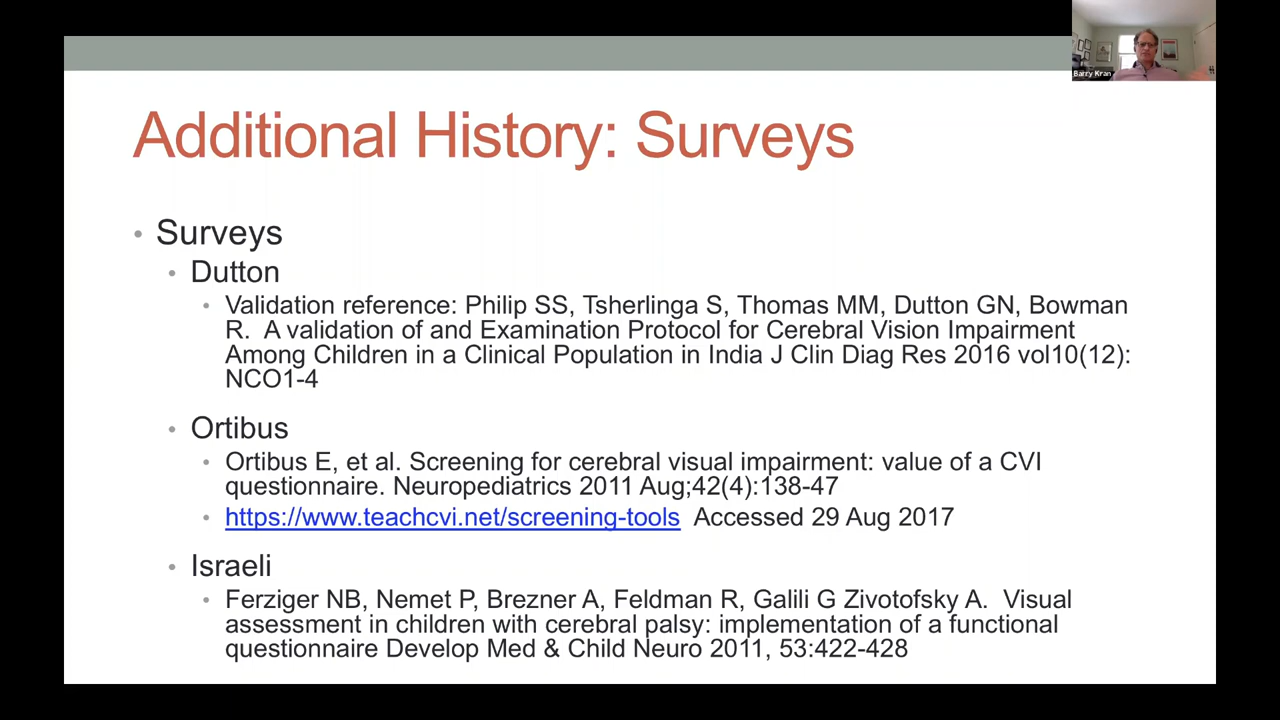 Barry Kran
Additional History: Surveys
• Surveys
• Dutton
• Validation reference: Philip SS, Tsherlinga S, Thomas MM, Dutton GN, Bowman
R. A validation of and Examination Protocol for Cerebral Vision Impairment
Among Children in a Clinical Population in India J Clin Diag Res 2016 vol10(12):
NCO1-4
• Ortibus
• Ortibus E, et al. Screening for cerebral visual impairment: value of a CVI
questionnaire. Neuropediatrics 2011 Aug;42(4):138-47
• https://www.teachcvi.net/screening-tools Accessed 29 Aug 2017
• Israeli
• Ferziger NB, Nemet P, Brezner A, Feldman R, Galili G Zivotofsky A. Visual
assessment in children with cerebral palsy: implementation of a functional
questionnaire Develop Med & Child Neuro 2011, 53:422-428